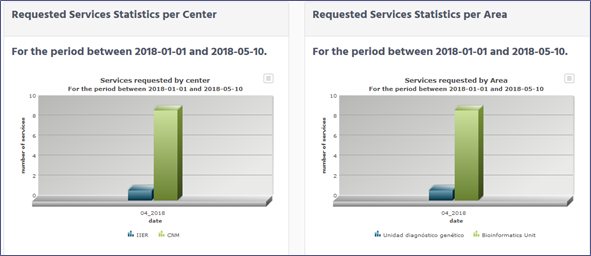 Requested Services Statistics per Center
For the period between 2018-01-01 and 2018-05-10.
Services requested by center
For the period between 2018-01-01 and 2018-05-10
number of services
10
8
6
4
2
0
04_2018
date
IIER
CNM
Requested Services Statistics per Area
For the period between 2018-01-01 and 2018-05-10.
Services requested by Area
For the period between 2018-01-01 and 2018-05-10
number of services
10
8
6
4
2
0
04_2018
date
Unidad diagnóstico genético
Bioinformatics Unit